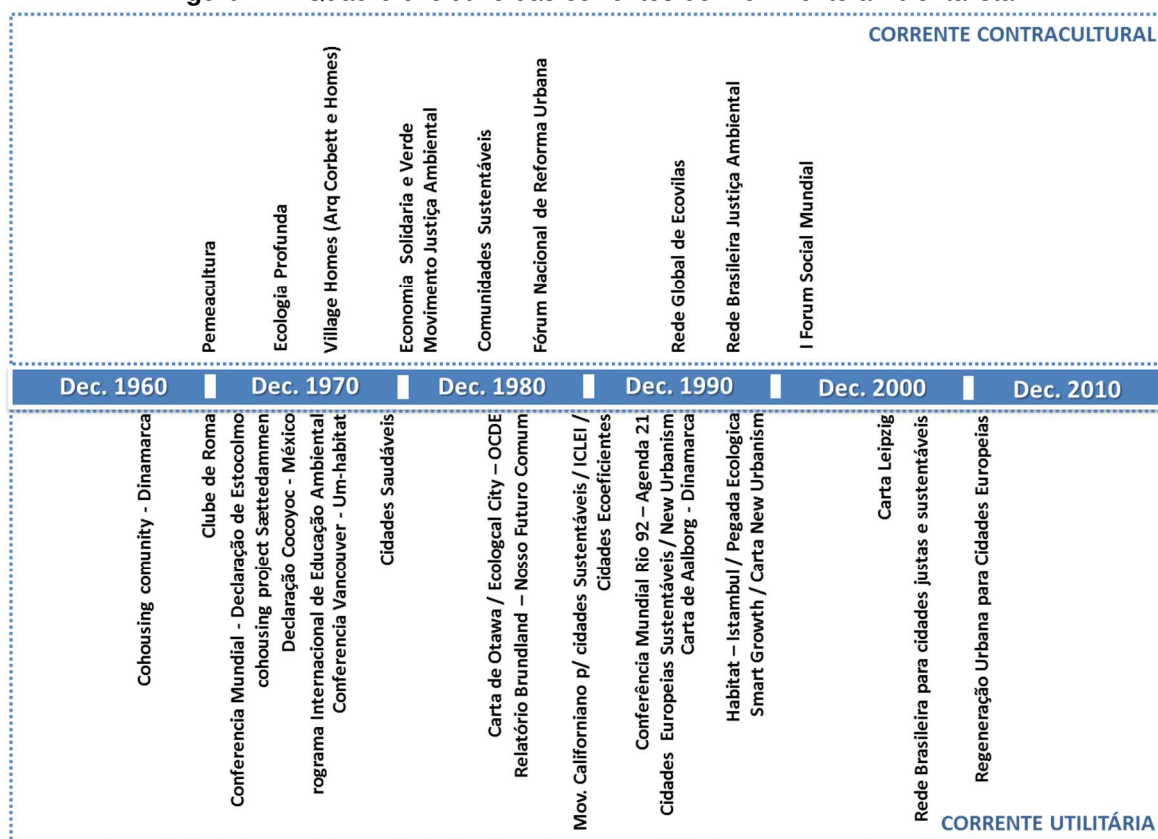 CORRENTE CONTRACULTURAL
Pemeacultura
Ecologia Profunda
Village Homes (Arq Corbett e Homes)
Economia Solidaria e Verde
Movimento Justiça Ambiental
Comunidades Sustentáveis
Fórum Nacional de Reforma Urbana
Rede Global de Ecovilas
Rede Brasileira Justiça Ambiental
I Forum Social Mundial
Dec. 1960
Dec. 1970
Dec. 1980
Dec. 1990
Dec. 2000
Dec. 2010
Cohousing comunity - Dinamarca
Clube de Roma
Conferencia Mundial - Declaração de Estocolmo
cohousing project Sættedammen
Declaração Cocoyoc - México
rograma Internacional de Educação Ambiental
Conferencia Vancouver - Um-habitat
Cidades Saudáveis
Carta de Otawa / Ecologcal City – OCDE
Relatório Brundland – Nosso Futuro Comum
Mov. Californiano p/ cidades Sustentáveis / ICLEI /
Cidades Ecoeficientes
Conferência Mundial Rio 92 – Agenda 21
Cidades Europeias Sustentáveis / New Urbanism
Carta de Aalborg - Dinamarca
Habitat – Istambul / Pegada Ecologica
Smart Growth / Carta New Urbanism
Carta Leipzig
Rede Brasileira para cidades justas e sustentáveis
Regeneração Urbana para Cidades Europeias
CORRENTE UTILITÁRIA